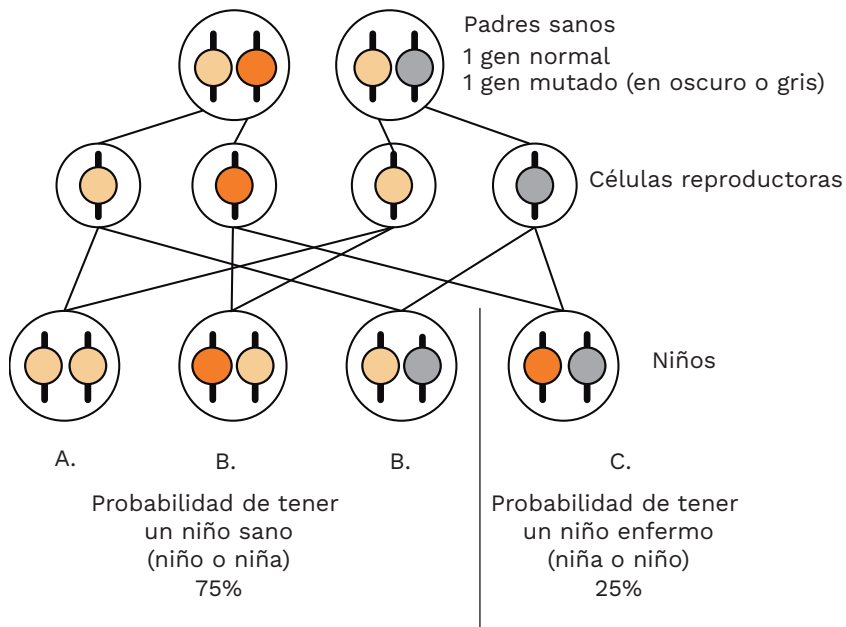 Padres sanos
1 gen normal
1 gen mutado (en oscuro o gris)
Células reproductoras
Niños
A.
B.
B.
C.
Probabilidad de tener
un niño sano
(niño o niña)
75%
Probabilidad de tener
un niño enfermo
(niña o niño)
25%